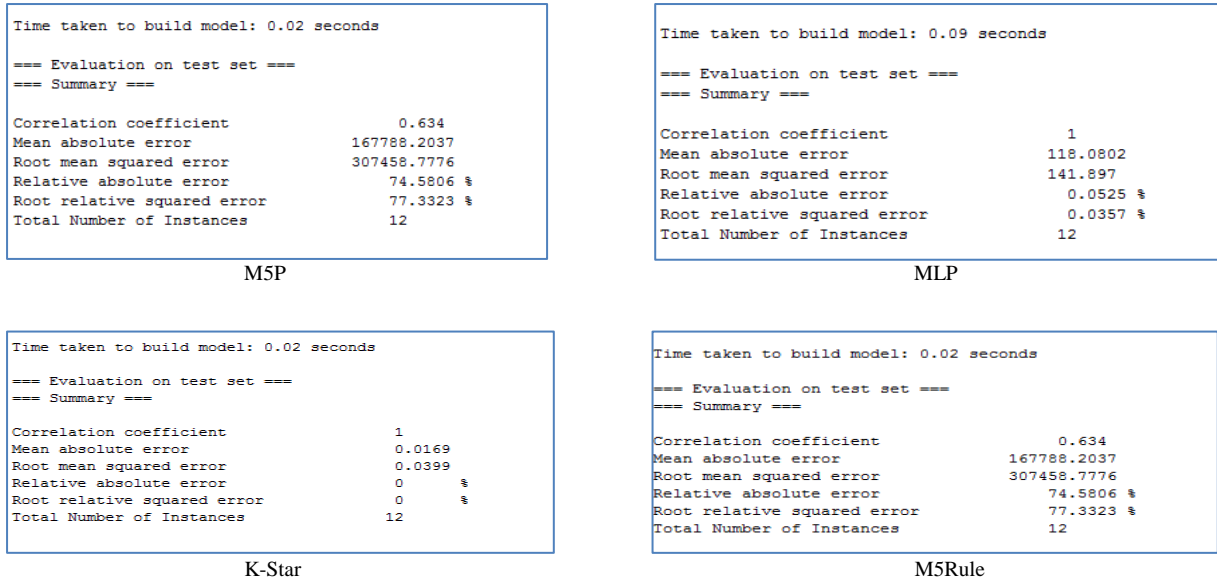 Time taken to build model: 0.02 seconds
=== Evaluation on test set ===
=== Summary ===
Correlation coefficient 0.634
Mean absolute error 167788.2037
Root mean squared error 307458.7776
Relative absolute error 74.5806 %
Root relative squared error 77.3323 %
Total Number of Instances 12
M5P
Time taken to build model: 0.09 seconds
=== Evaluation on test set ===
=== Summary ===
Correlation coefficient 1
Mean absolute error 118.0802
Root mean squared error 141.897
Relative absolute error 0.0525 %
Root relative squared error 0.0357 %
Total Number of Instances 12
MLP
Time taken to build model: 0.02 seconds
=== Evaluation on test set ===
=== Summary ===
Correlation coefficient 1
Mean absolute error 0.0169
Root mean squared error 0.0399
Relative absolute error 0 %
Root relative squared error 0 %
Total Number of Instances 12
K-Star
Time taken to build model: 0.02 seconds
=== Evaluation on test set ===
=== Summary ===
Correlation coefficient 0.634
Mean absolute error 167788.2037
Root mean squared error 307458.7776
Relative absolute error 74.5806 %
Root relative squared error 77.3323 %
Total Number of Instances 12
M5Rule